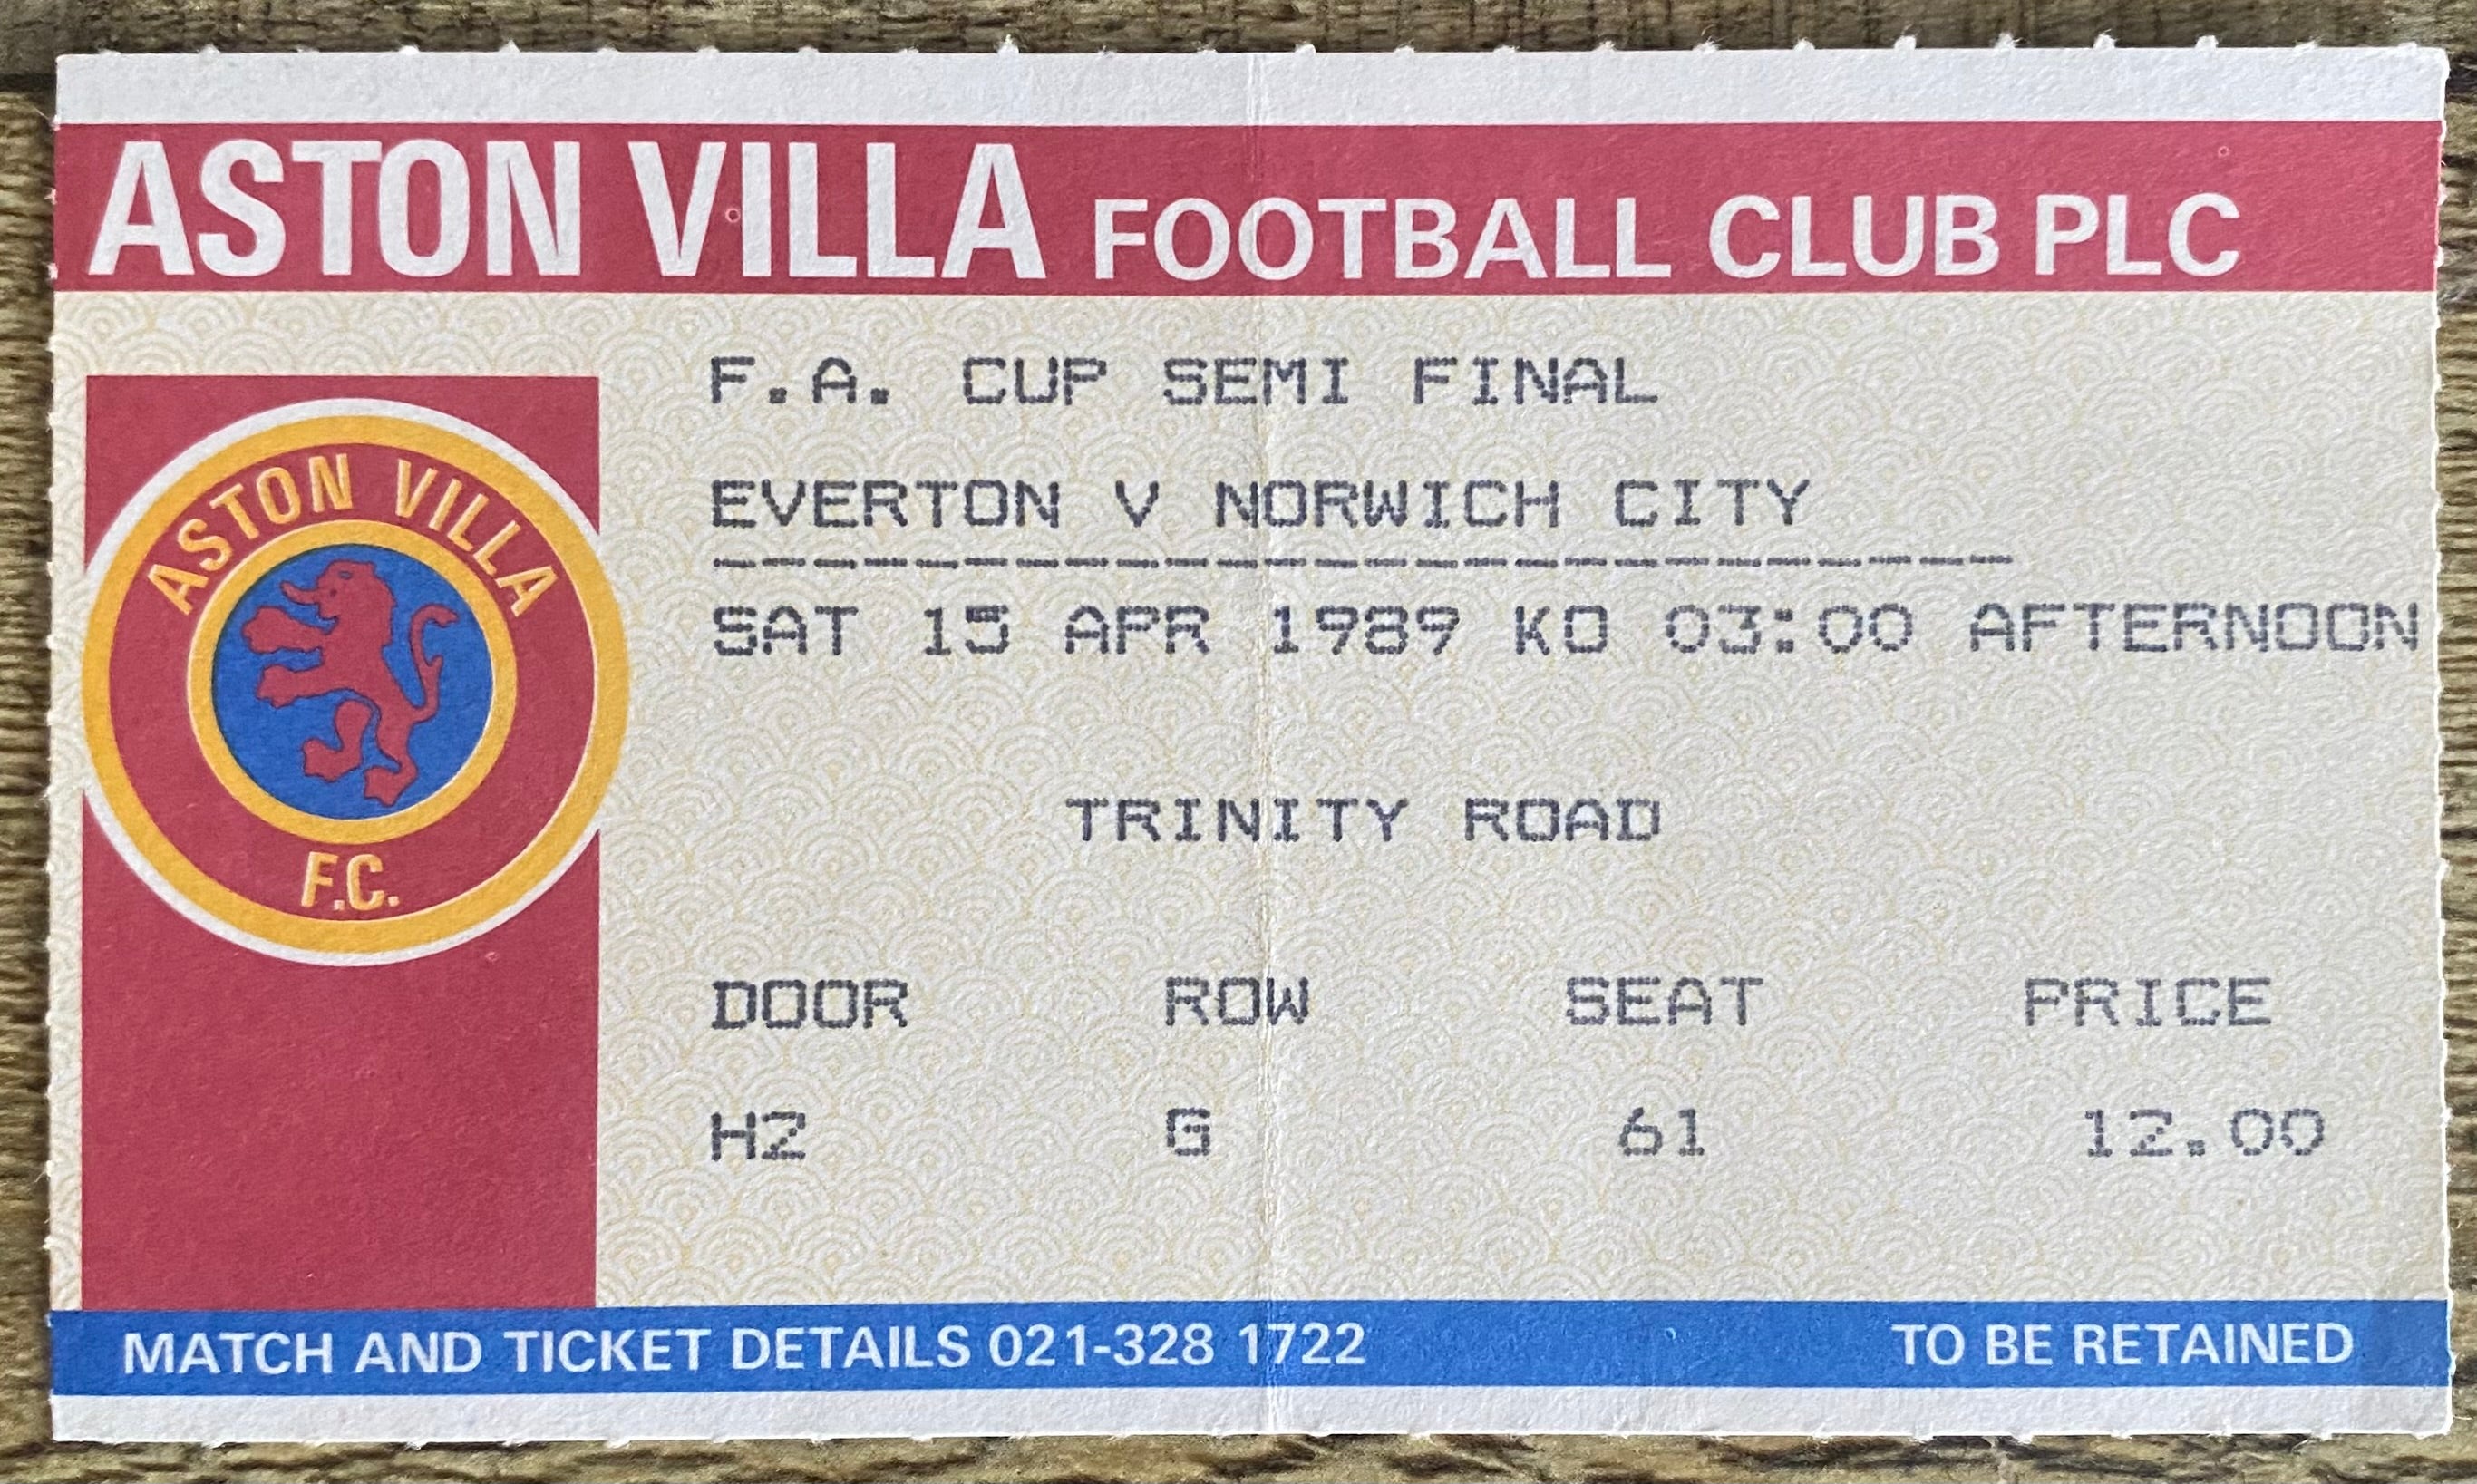 ASTON VILLA FOOTBALL CLUB PLC
ASTON VILLA
F.C.
F.A. CUP SEMI FINAL
EVERTON V NORWICH CITY
--------------------------
SAT 15 APR 1989 KO 03:00 AFTERNOON
TRINITY ROAD
DOOR ROW SEAT PRICE
H2 G 61 12.00
MATCH AND TICKET DETAILS 021-328 1722 TO BE RETAINED